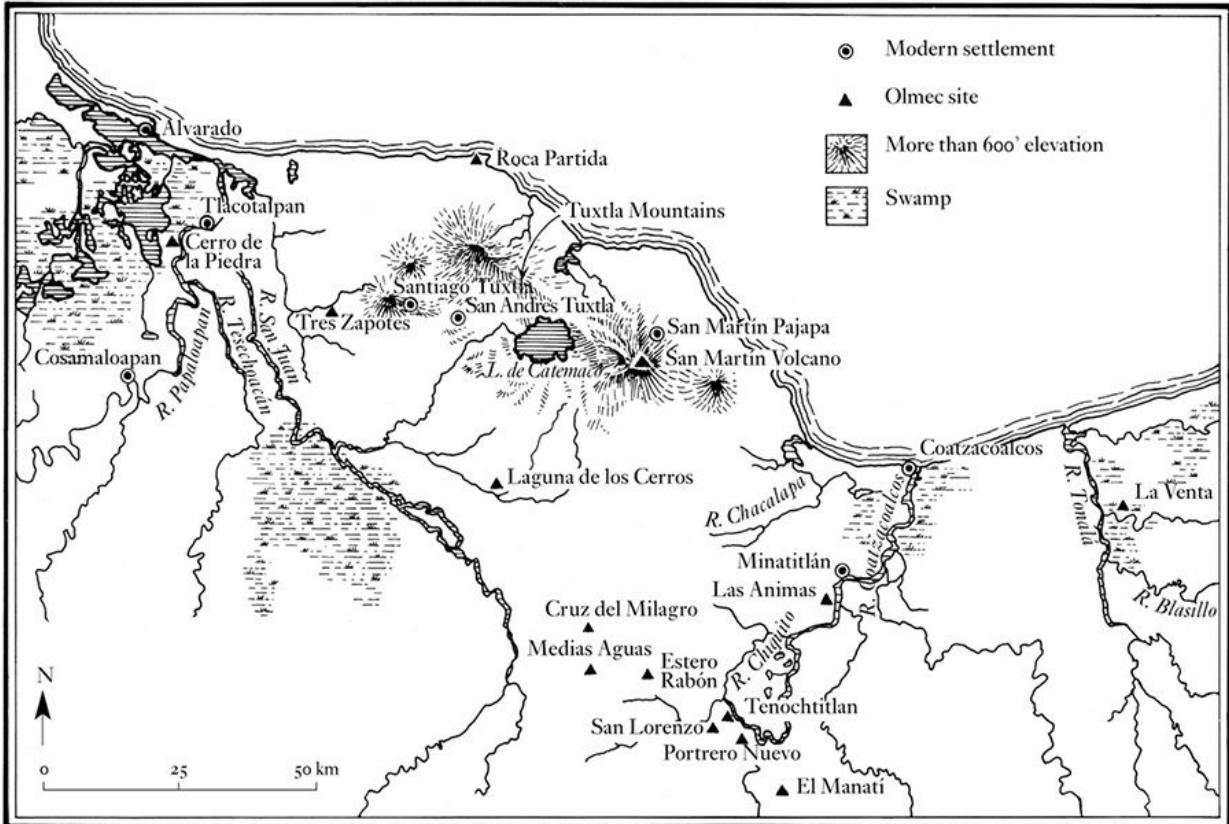 Modern settlement
Olmec site
More than 600' elevation
Swamp
Alvarado
Roca Partida
Tlacotalpan
Tuxtla Mountains
Cerro de
la Piedra
Santiago Tuxtla
San Andres Tuxtla
Tres Zapotes
San Martín Pajapa
San Martín Volcano
L. de Catemaco
Cosamaloapan
R. Papaloapan
R. Tesechoacán
R. San Juan
Laguna de los Cerros
Coatzacoalcos
R. Chacalapa
R. Coatzacoalcos
R. Tonalá
La Venta
Minatitlán
Las Animas
R. Blasillo
Cruz del Milagro
Medias Aguas
Estero
Rabón
R. Chiquito
Tenochtitlan
San Lorenzo
Portrero Nuevo
El Manatí
N
0 25 50 km